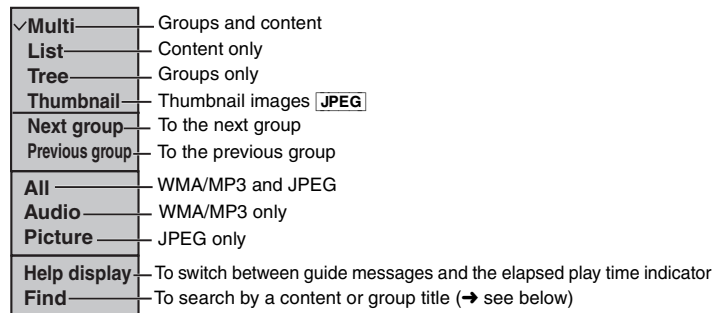 ✓Multi Groups and content
List Content only
Tree Groups only
Thumbnail Thumbnail images JPEG
Next group To the next group
Previous group To the previous group
All WMA/MP3 and JPEG
Audio WMA/MP3 only
Picture JPEG only
Help display To switch between guide messages and the elapsed play time indicator
Find To search by a content or group title (➜ see below)